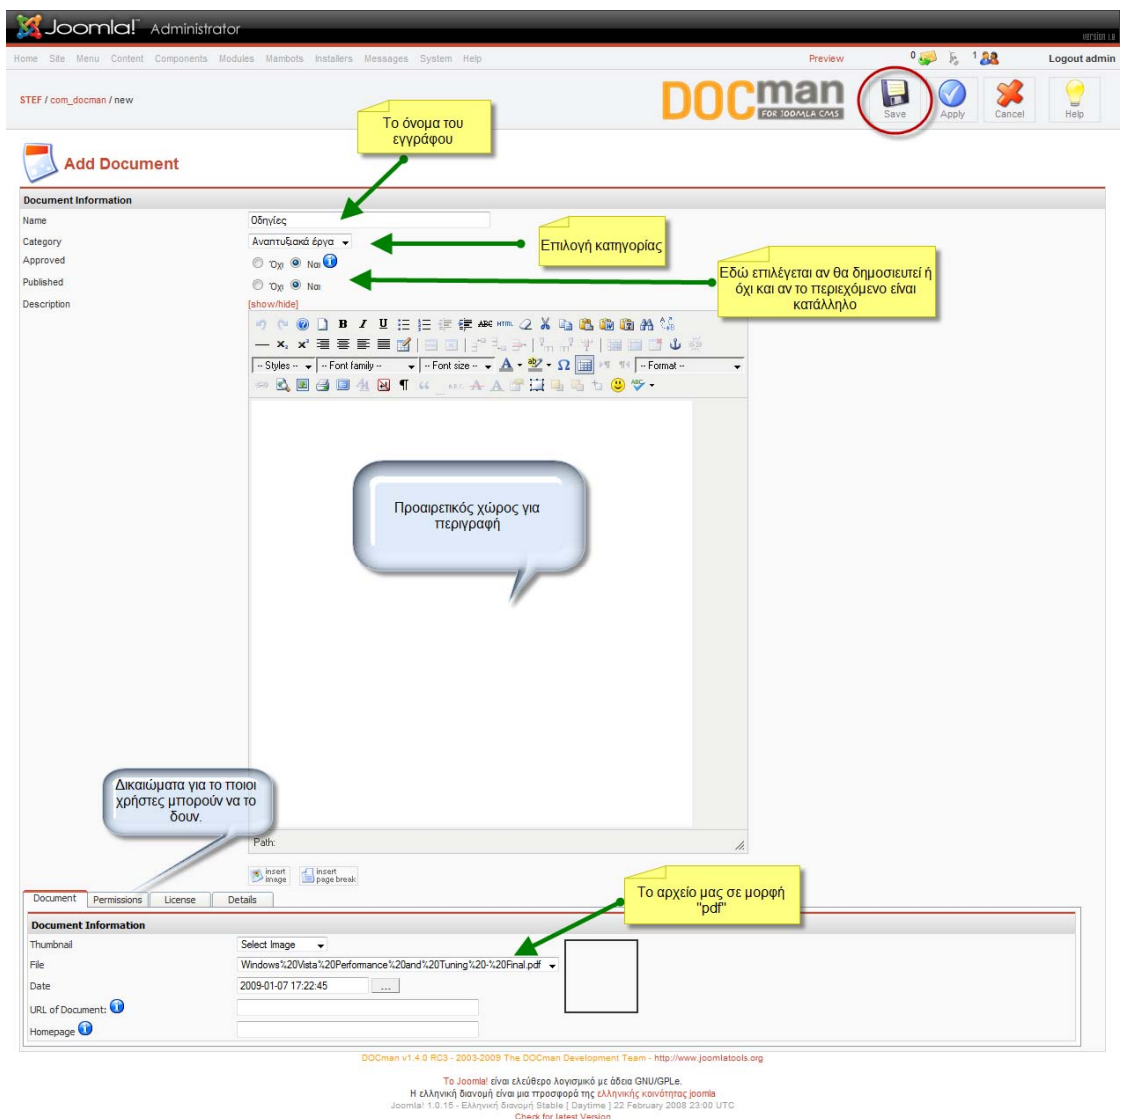 Joomla! Administrator
version 1.0
Home Site Menu Content Components Modules Mambots Installers Messages System Help Preview 0 1 Logout admin
STEF / com_docman / new
DOCman
FOR JOOMLA CMS
Save Apply Cancel Help
Το όνομα του
εγγράφου
Add Document
Document Information
Name Οδηγίες
Category Αναπτυξιακά έργα
Επιλογή κατηγορίας
Approved Όχι Ναι
Published Όχι Ναι
Εδώ επιλέγεται αν θα δημοσιευτεί ή
όχι και αν το περιεχόμενο είναι
κατάλληλο
Description [show/hide]
B I U ABC HTML
-- Styles -- -- Font family -- -- Font size -- A ab Ω -- Format --
Προαιρετικός χώρος για
περιγραφή
Δικαιώματα για το ποιοι
χρήστες μπορούν να το
δουν.
Path:
insert image insert page break
Document Permissions License Details
Το αρχείο μας σε μορφή
"pdf"
Document Information
Thumbnail Select Image
File Windows%20Vista%20Performance%20and%20Tuning%20-%20Final.pdf
Date 2009-01-07 17:22:45 ...
URL of Document:
Homepage
DOCman v1.4.0 RC3 - 2003-2009 The DOCman Development Team - http://www.joomlatools.org
Το Joomla! είναι ελεύθερο λογισμικό με άδεια GNU/GPLe.
Η ελληνική διανομή είναι μια προσφορά της ελληνικής κοινότητας joomla
Joomla! 1.0.15 - Ελληνική διανομή Stable [ Daytime ] 22 February 2008 23:00 UTC
Check for latest Version